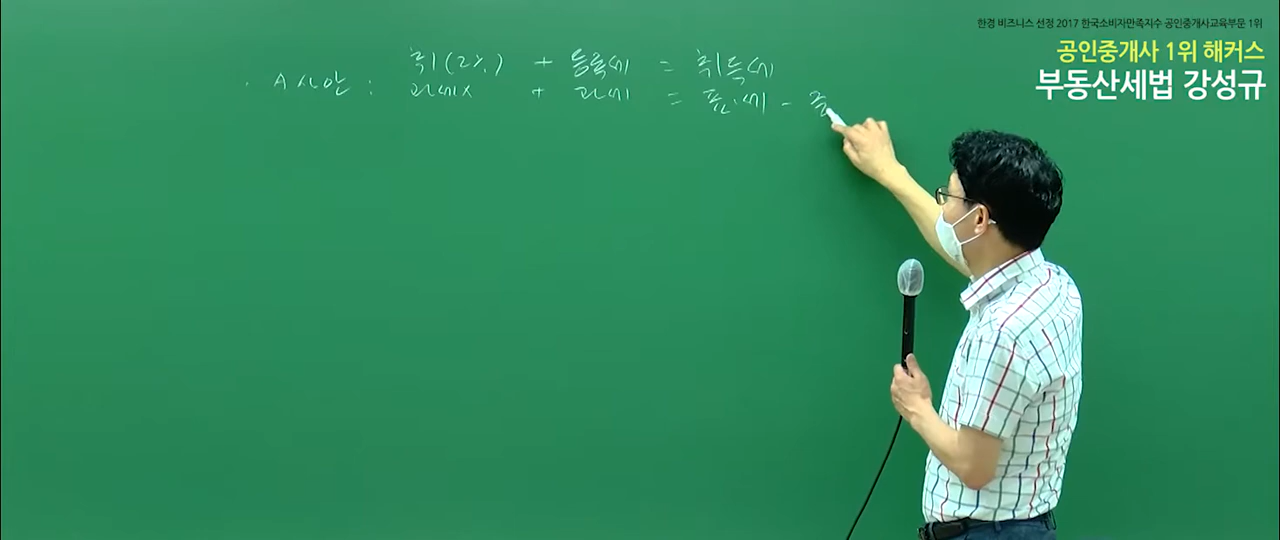 한경 비즈니스 선정 2017 한국소비자만족지수 공인중개사교육부문 1위
공인중개사 1위 해커스
부동산세법 강성규
취(2%) + 등록세 = 취득세
· A사안 :
과세x + 과세 = 표.세 - 중